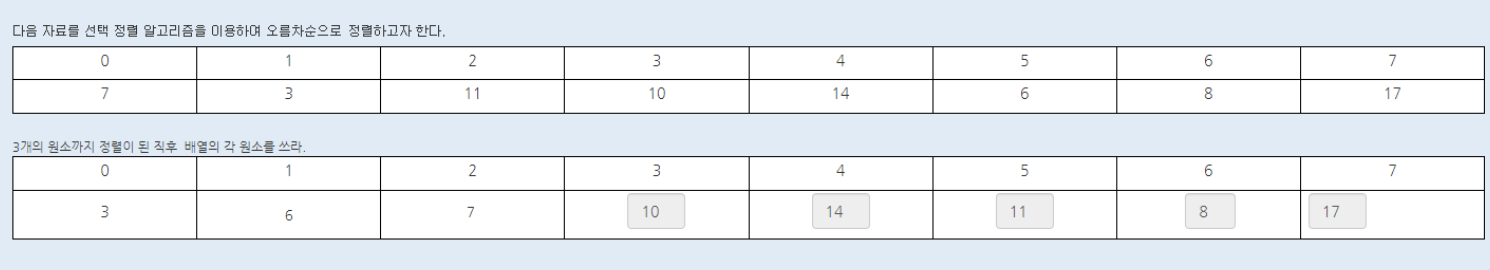 다음 자료를 선택 정렬 알고리즘을 이용하여 오름차순으로 정렬하고자 한다.
0 1 2 3 4 5 6 7
7 3 11 10 14 6 8 17
3개의 원소까지 정렬이 된 직후 배열의 각 원소를 쓰라.
0 1 2 3 4 5 6 7
3 6 7 10 14 11 8 17